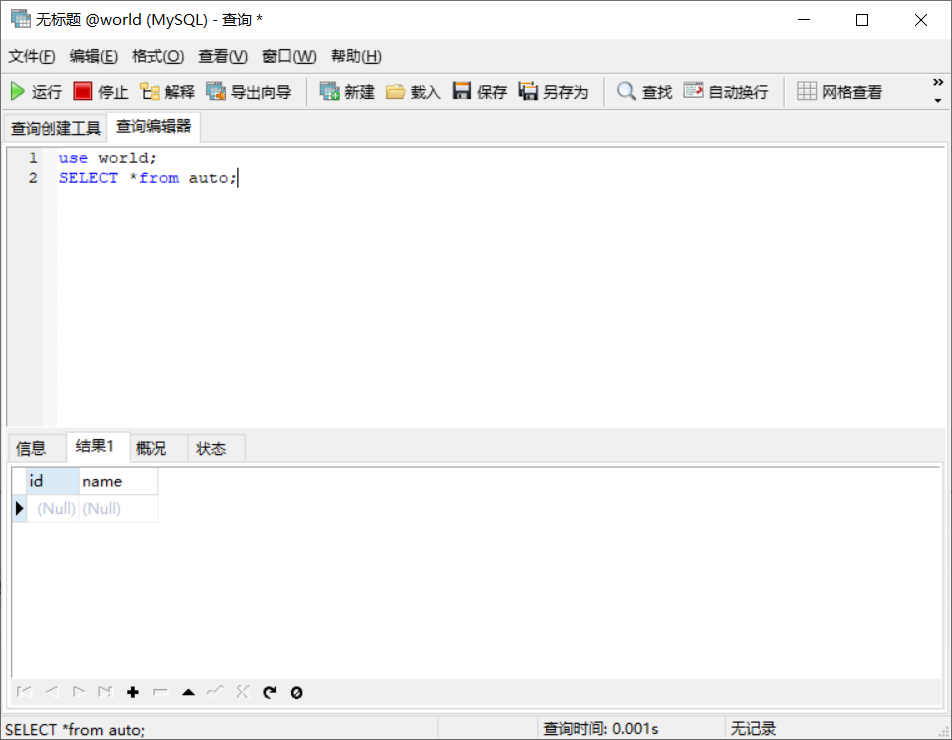 无标题 @world (MySQL) - 查询 *
文件(F) 编辑(E) 格式(O) 查看(V) 窗口(W) 帮助(H)
运行 停止 解释 导出向导 新建 载入 保存 另存为 查找 自动换行 网格查看 »
查询创建工具 查询编辑器
1 use world;
2 SELECT *from auto;
信息 结果1 概况 状态
id name
(Null) (Null)
SELECT *from auto; 查询时间: 0.001s 无记录